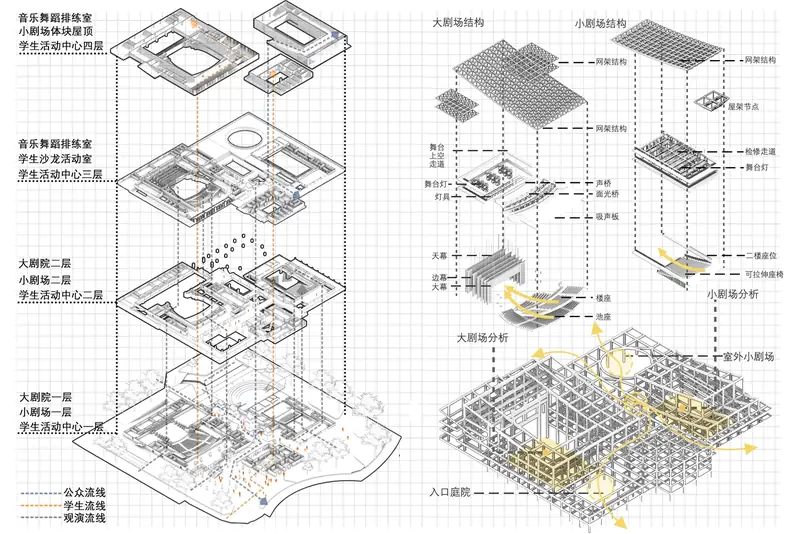 音乐舞蹈排练室
小剧场体块屋顶
学生活动中心四层
音乐舞蹈排练室
学生沙龙活动室
学生活动中心三层
大剧院二层
小剧场二层
学生活动中心二层
大剧院一层
小剧场一层
学生活动中心一层
公众流线
学生流线
观演流线
大剧场结构
网架结构
网架结构
舞台
上空
走道
舞台灯
灯具
声桥
面光桥
吸声板
天幕
边幕
大幕
楼座
池座
小剧场结构
网架结构
屋架节点
检修走道
舞台灯
二楼座位
可拉伸座椅
大剧场分析
小剧场分析
室外小剧场
入口庭院